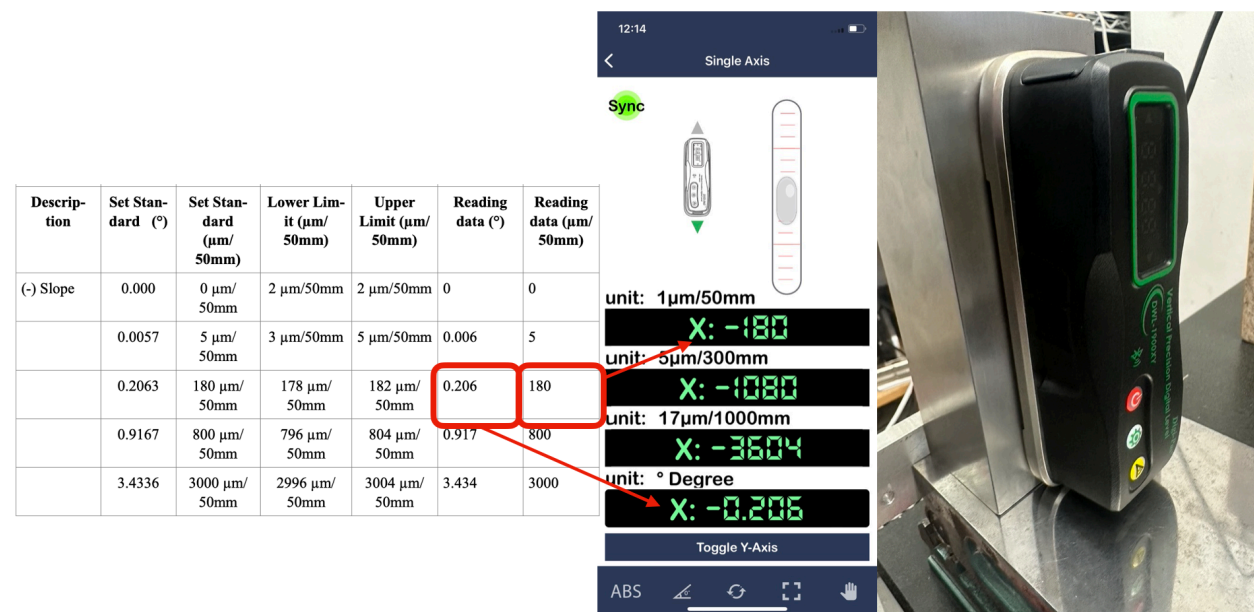 Descrip-
tion
Set Stan-
dard (°)
Set Stan-
dard
(µm/
50mm)
Lower Lim-
it (µm/
50mm)
Upper
Limit (µm/
50mm)
Reading
data (°)
Reading
data (µm/
50mm)
(-) Slope
0.000
0 µm/
50mm
2 µm/50mm
2 µm/50mm
0
0
0.0057
5 µm/
50mm
3 µm/50mm
5 µm/50mm
0.006
5
0.2063
180 µm/
50mm
178 µm/
50mm
182 µm/
50mm
0.206
180
0.9167
800 µm/
50mm
796 µm/
50mm
804 µm/
50mm
0.917
800
3.4336
3000 µm/
50mm
2996 µm/
50mm
3004 µm/
50mm
3.434
3000
12:14
Single Axis
Sync
unit: 1µm/50mm
X: -180
unit: 5µm/300mm
X: -1080
unit: 17µm/1000mm
X: -3604
unit: ° Degree
X: -0.206
Toggle Y-Axis
ABS
Vertical Precision Digital Level
DWL-1900XY